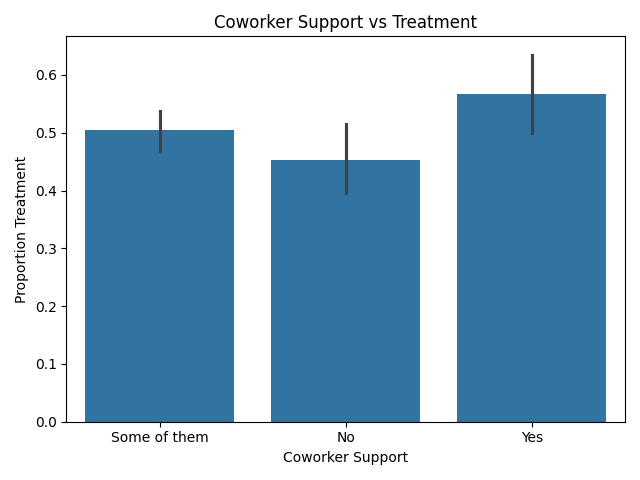 Coworker Support vs Treatment
Proportion Treatment
0.6
0.5
0.4
0.3
0.2
0.1
0.0
Some of them
No
Yes
Coworker Support